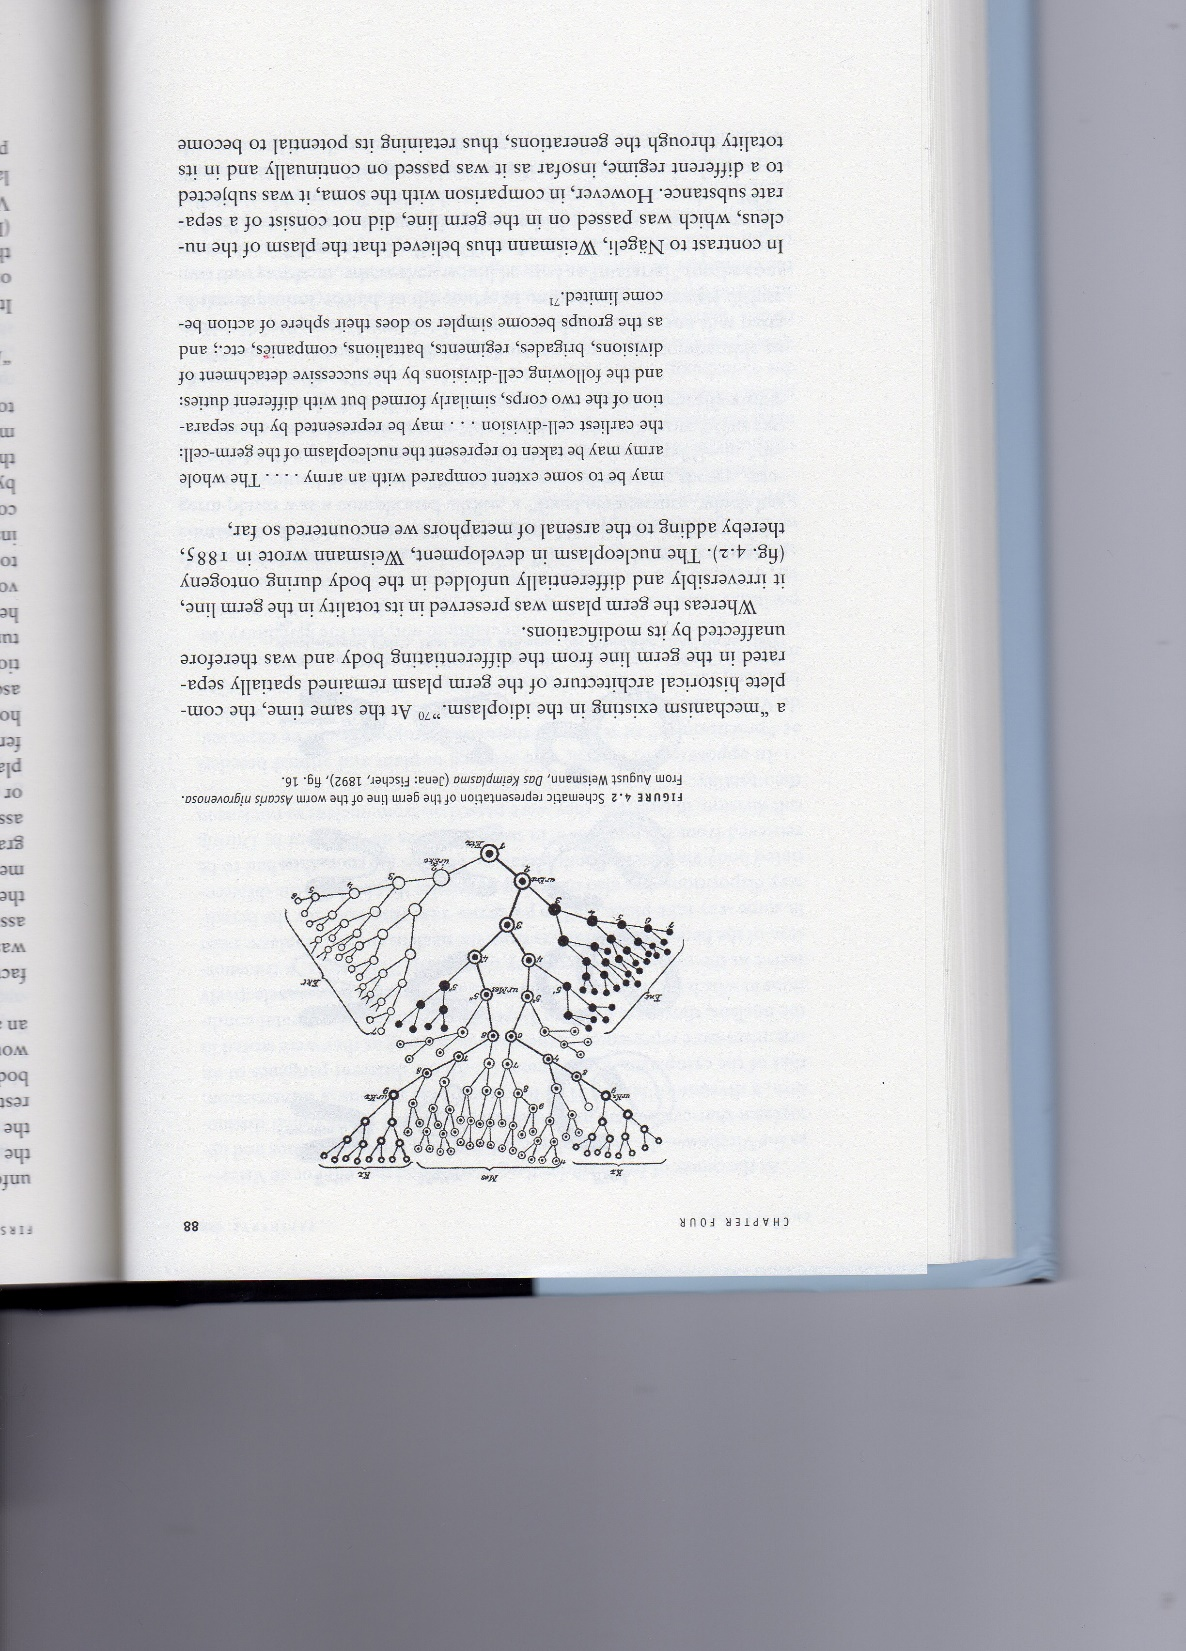 CHAPTER FOUR
88
Kz
Mes
Kz
urKz
urKz
Ent
Ekt
urMes
urEnt
urEkt
Eiz
FIGURE 4.2 Schematic representation of the germ line of the worm Ascaris nigrovenosa.
From August Weismann, Das Keimplasma (Jena: Fischer, 1892), fig. 16.
a “mechanism existing in the idioplasm.”70 At the same time, the com-
plete historical architecture of the germ plasm remained spatially sepa-
rated in the germ line from the differentiating body and was therefore
unaffected by its modifications.
Whereas the germ plasm was preserved in its totality in the germ line,
it irreversibly and differentially unfolded in the body during ontogeny
(fig. 4.2). The nucleoplasm in development, Weismann wrote in 1885,
thereby adding to the arsenal of metaphors we encountered so far,
may be to some extent compared with an army . . . . The whole
army may be taken to represent the nucleoplasm of the germ-cell:
the earliest cell-division . . . may be represented by the separa-
tion of the two corps, similarly formed but with different duties:
and the following cell-divisions by the successive detachment of
divisions, brigades, regiments, battalions, companies, etc.; and
as the groups become simpler so does their sphere of action be-
come limited.71
In contrast to Nägeli, Weismann thus believed that the plasm of the nu-
cleus, which was passed on in the germ line, did not consist of a sepa-
rate substance. However, in comparison with the soma, it was subjected
to a different regime, insofar as it was passed on continually and in its
totality through the generations, thus retaining its potential to become